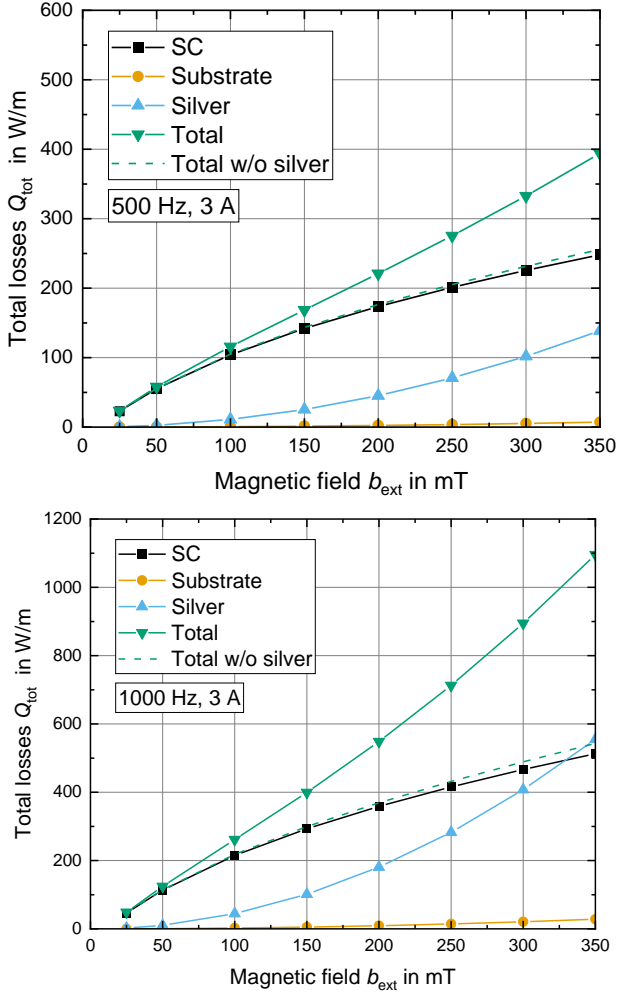 600
500
400
300
200
100
0
Total losses Q_tot in W/m
SC
Substrate
Silver
Total
Total w/o silver
500 Hz, 3 A
0 50 100 150 200 250 300 350
Magnetic field b_ext in mT
1200
1000
800
600
400
200
0
Total losses Q_tot in W/m
SC
Substrate
Silver
Total
Total w/o silver
1000 Hz, 3 A
0 50 100 150 200 250 300 350
Magnetic field b_ext in mT